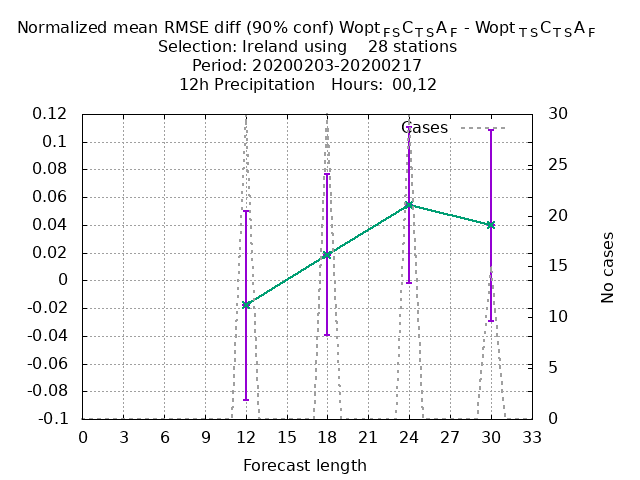 Normalized mean RMSE diff (90% conf) Wopt FS C TS A F - Wopt TS C TS A F
Selection: Ireland using 28 stations
Period: 20200203-20200217
12h Precipitation Hours: 00,12
Cases
0.12
0.1
0.08
0.06
0.04
0.02
0
-0.02
-0.04
-0.06
-0.08
-0.1
30
25
20
15
10
5
0
No cases
0 3 6 9 12 15 18 21 24 27 30 33
Forecast length